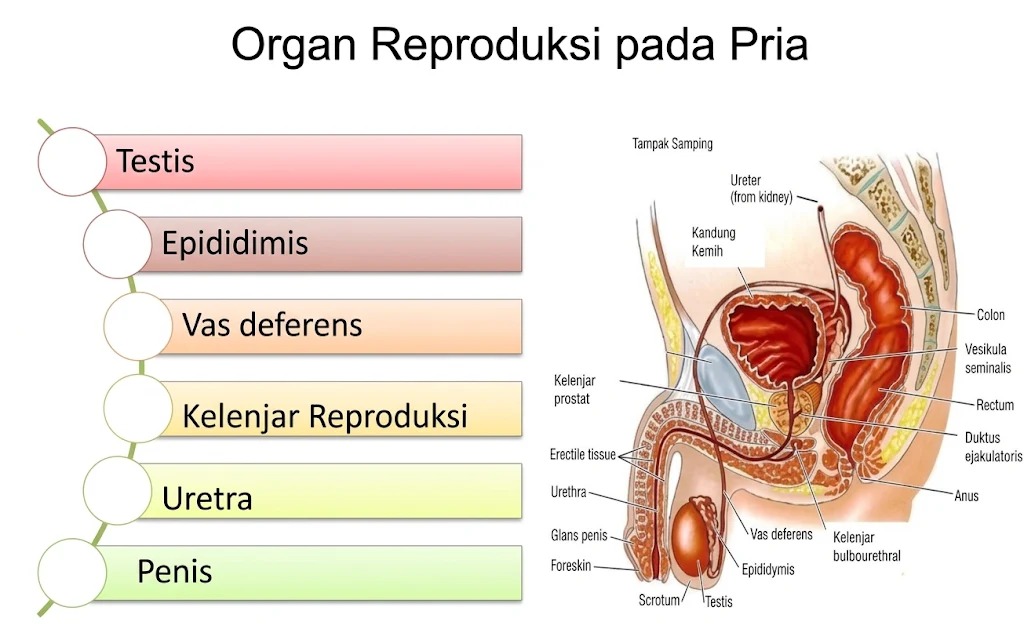 Organ Reproduksi pada Pria
Testis
Epididimis
Vas deferens
Kelenjar Reproduksi
Uretra
Penis
Tampak Samping
Ureter
(from kidney)
Kandung
Kemih
Colon
Vesikula
seminalis
Kelenjar
prostat
Rectum
Duktus
ejakulatoris
Erectile tissue
Urethra
Anus
Glans penis
Vas deferens
Kelenjar
bulbourethral
Foreskin
Epididymis
Scrotum
Testis